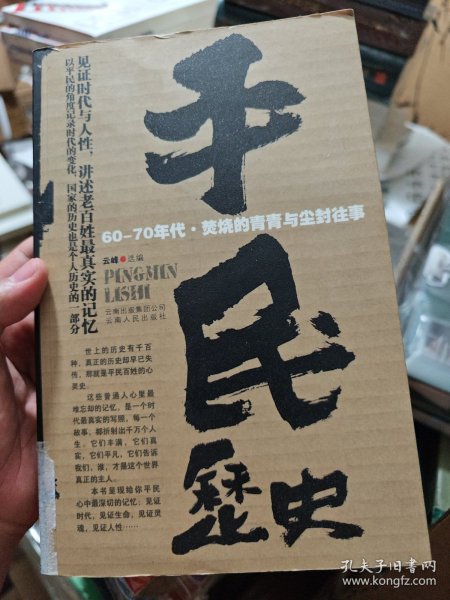 平民歷史
见证时代与人性，讲述老百姓最真实的记忆
以平民的角度记录时代的变化，国家的历史也是个人历史的一部分
60-70年代·焚烧的青青与尘封往事
云峰●选编
PINGMIN
LISHI
云南出版集团公司
云南人民出版社
世上的历史有千百
种，真正的历史却早已失
传，那就是平民百姓的心
灵史。
这些普通人心里最
难忘却的记忆，是一个时
代最真实的写照，每一个
故事，都折射出千万个人
生。它们丰满，它们真
实，它们平凡，它们告诉
我们，谁，才是这个世界
真正的主人。
本书呈现给你平民
心中最深切的记忆，见证
时代，见证生命，见证灵
魂，见证人性……
孔夫子旧书网
kongfz.com